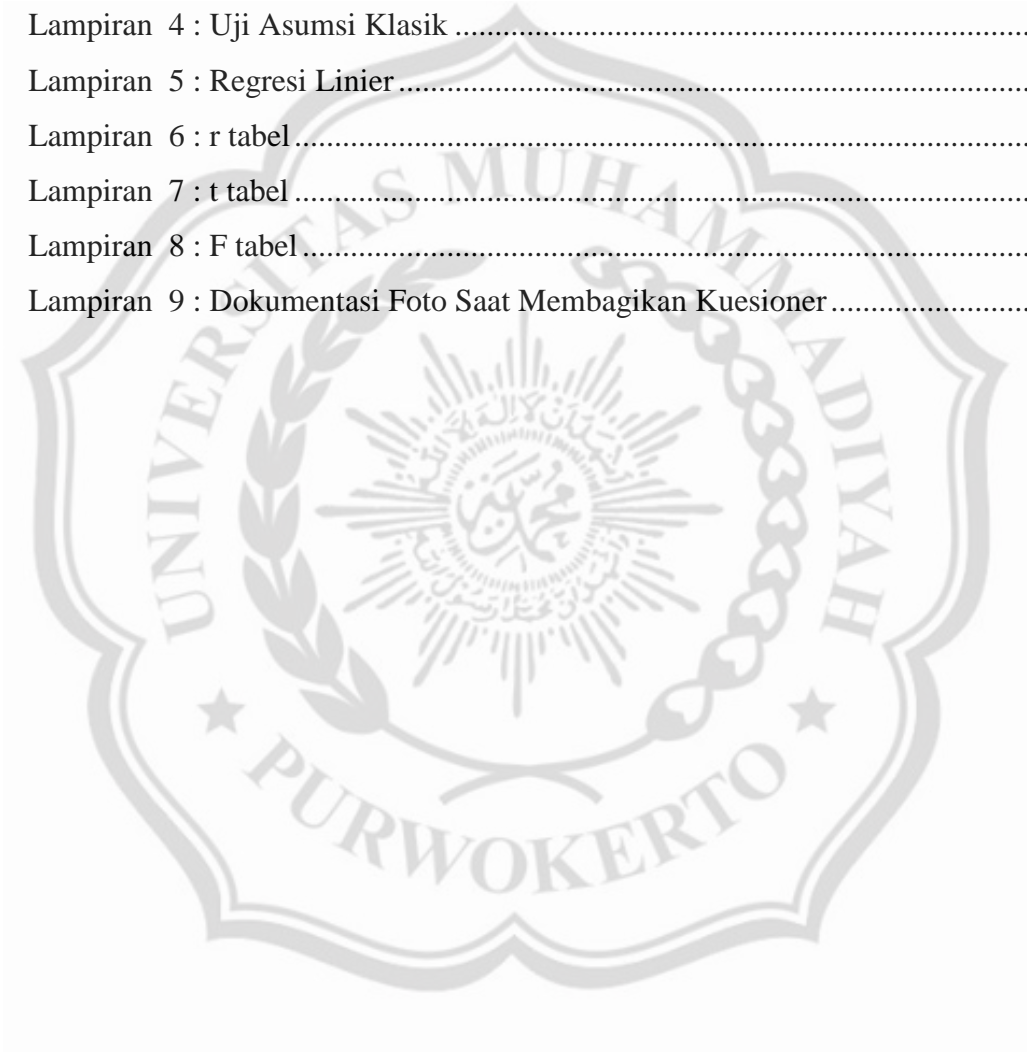 Lampiran 4 : Uji Asumsi Klasik ....................................................................................
Lampiran 5 : Regresi Linier ....................................................................................
Lampiran 6 : r tabel ....................................................................................
Lampiran 7 : t tabel ....................................................................................
Lampiran 8 : F tabel ....................................................................................
Lampiran 9 : Dokumentasi Foto Saat Membagikan Kuesioner ........................
UNIVERSITAS MUHAMMADIYAH
PURWOKERTO
محمد